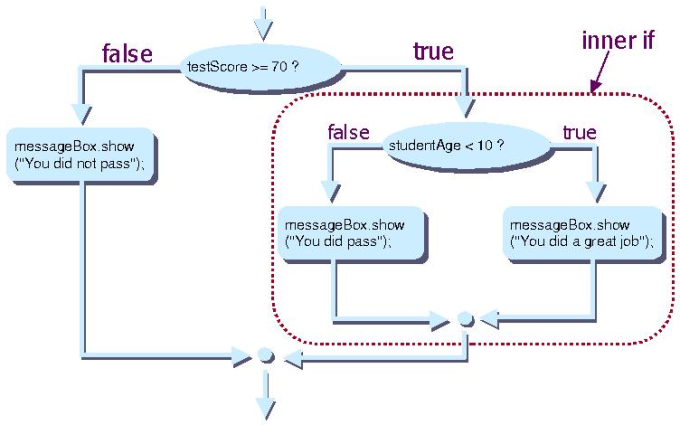 inner if
false
true
testScore >= 70 ?
false
true
studentAge < 10 ?
messageBox.show
("You did not pass");
messageBox.show
("You did pass");
messageBox.show
("You did a great job");